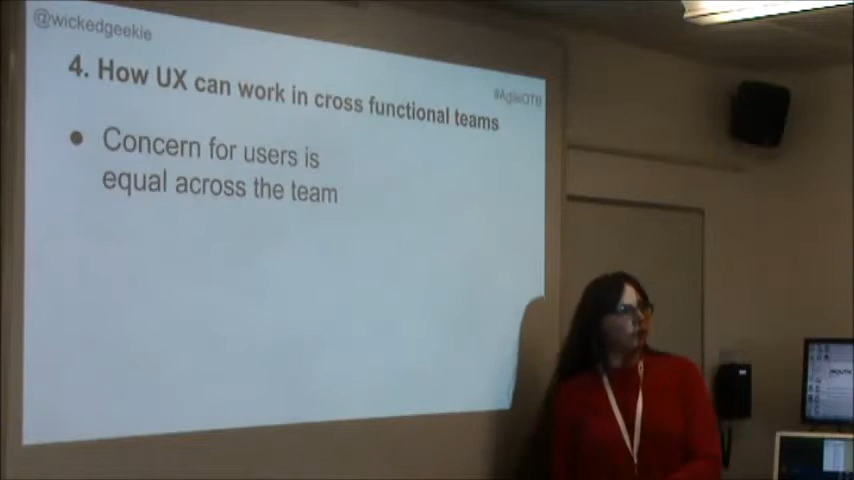 @wickedgeekie
4. How UX can work in cross functional teams
#AgileOTB
● Concern for users is
equal across the team